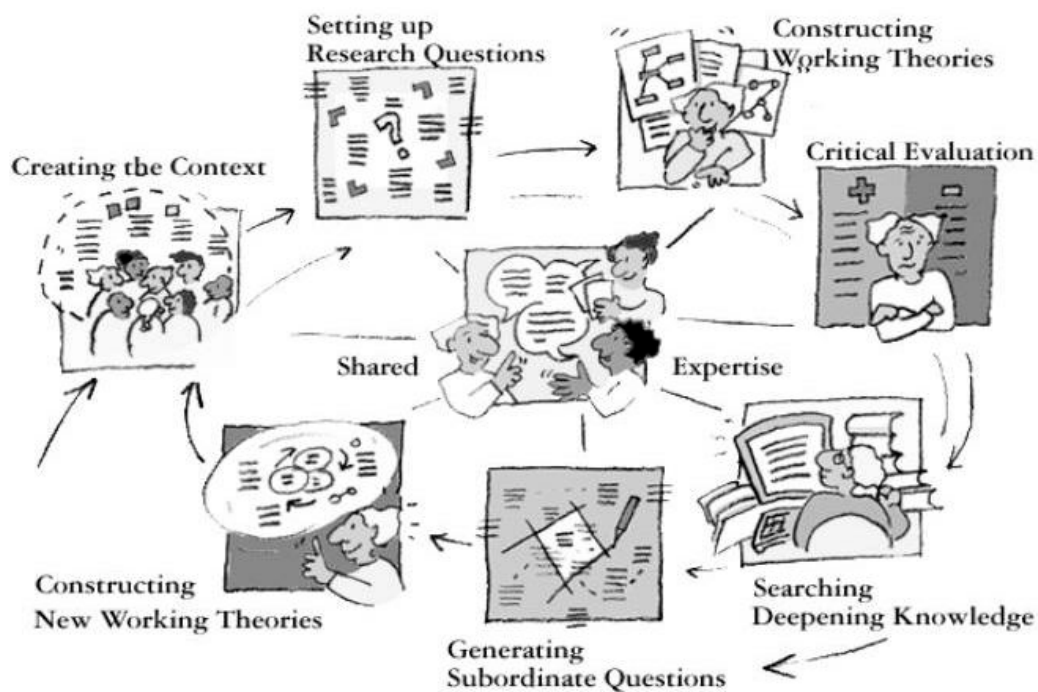 Setting up
Research Questions
Constructing
Working Theories
Creating the Context
Critical Evaluation
Shared
Expertise
Constructing
New Working Theories
Searching
Deepening Knowledge
Generating
Subordinate Questions